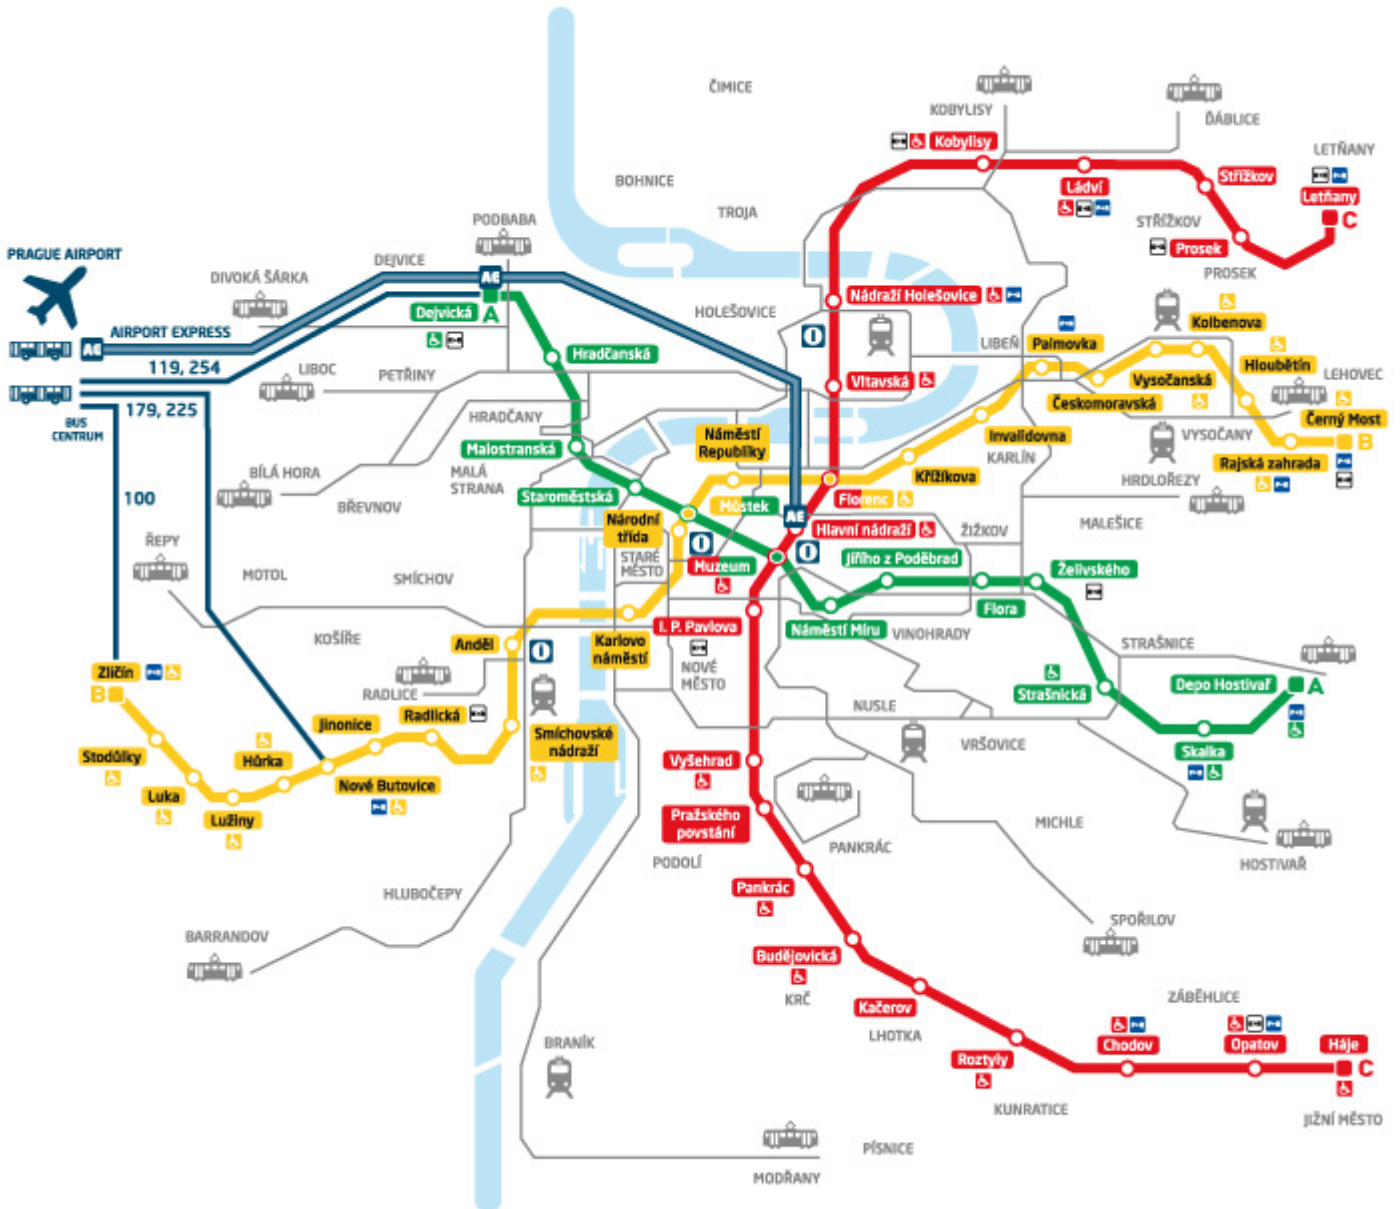 ČIMICE
KOBYLISY
ĎÁBLICE
LETŇANY
Kobylisy
Ládví
Střížkov
Letňany
C
BOHNICE
TROJA
STŘÍŽKOV
Prosek
PROSEK
PODBABA
PRAGUE AIRPORT
DEJVICE
DIVOKÁ ŠÁRKA
AE
Dejvická
A
Nádraží Holešovice
HOLEŠOVICE
AIRPORT EXPRESS
AE
119, 254
Hradčanská
LIBEŇ
Palmovka
Kolbenova
Hloubětín
LEHOVEC
LIBOC
PETŘINY
Vltavská
Vysočanská
Českomoravská
179, 225
BUS
CENTRUM
HRADČANY
Černý Most
B
Náměstí
Republiky
Invalidovna
VYSOČANY
Malostranská
KARLÍN
Rajská zahrada
BÍLÁ HORA
MALÁ
STRANA
Křižíkova
HRDLOŘEZY
100
BŘEVNOV
Staroměstská
Můstek
Florenc
AE
Národní
třída
Hlavní nádraží
ŽIŽKOV
MALEŠICE
ŘEPY
STARÉ
MĚSTO
Muzeum
Jiřího z Poděbrad
Želivského
MOTOL
SMÍCHOV
Flora
I. P. Pavlova
Náměstí Míru
VINOHRADY
KOŠÍŘE
Anděl
Karlovo
náměstí
STRAŠNICE
Zličín
B
NOVÉ
MĚSTO
RADLICE
Strašnická
Depo Hostivař
A
Radlická
NUSLE
Jinonice
Smíchovské
nádraží
VRŠOVICE
Stodůlky
Hůrka
Skalka
Vyšehrad
Nové Butovice
Luka
Lužiny
Pražského
povstání
MICHLE
PANKRÁC
PODOLÍ
HOSTIVAŘ
Pankrác
HLUBOČEPY
SPOŘILOV
BARRANDOV
Budějovická
KRČ
ZÁBĚHLICE
Kačerov
LHOTKA
BRANÍK
Roztyly
Chodov
Opatov
Háje
C
KUNRATICE
JIŽNÍ MĚSTO
PÍSNICE
MODŘANY